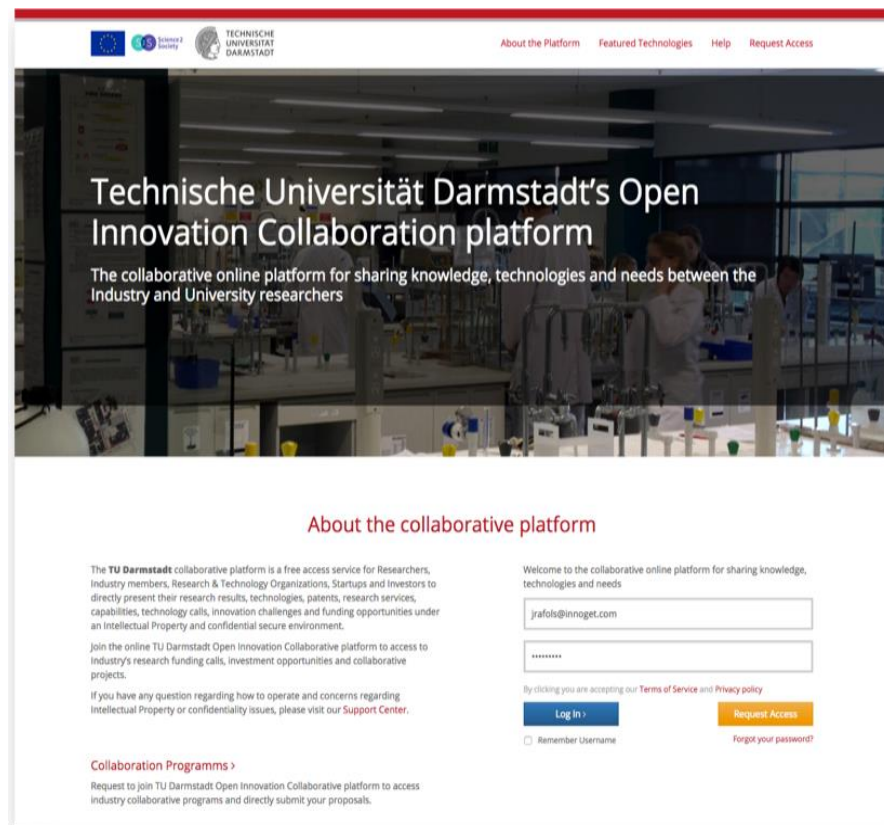 Science2
Society
TECHNISCHE
UNIVERSITÄT
DARMSTADT
About the Platform
Featured Technologies
Help
Request Access
Technische Universität Darmstadt's Open
Innovation Collaboration platform
The collaborative online platform for sharing knowledge, technologies and needs between the
Industry and University researchers
About the collaborative platform
The TU Darmstadt collaborative platform is a free access service for Researchers,
Industry members, Research & Technology Organizations, Startups and Investors to
directly present their research results, technologies, patents, research services,
capabilities, technology calls, innovation challenges and funding opportunities under
an Intellectual Property and confidential secure environment.
Join the online TU Darmstadt Open Innovation Collaborative platform to access to
Industry's research funding calls, investment opportunities and collaborative
projects.
If you have any question regarding how to operate and concerns regarding
Intellectual Property or confidentiality issues, please visit our Support Center.
Collaboration Programms >
Request to join TU Darmstadt Open Innovation Collaborative platform to access
industry collaborative programs and directly submit your proposals.
Welcome to the collaborative online platform for sharing knowledge,
technologies and needs
jrafols@innoget.com
•••••••••
By clicking you are accepting our Terms of Service and Privacy policy
Log In >
Request Access
Remember Username
Forgot your password?